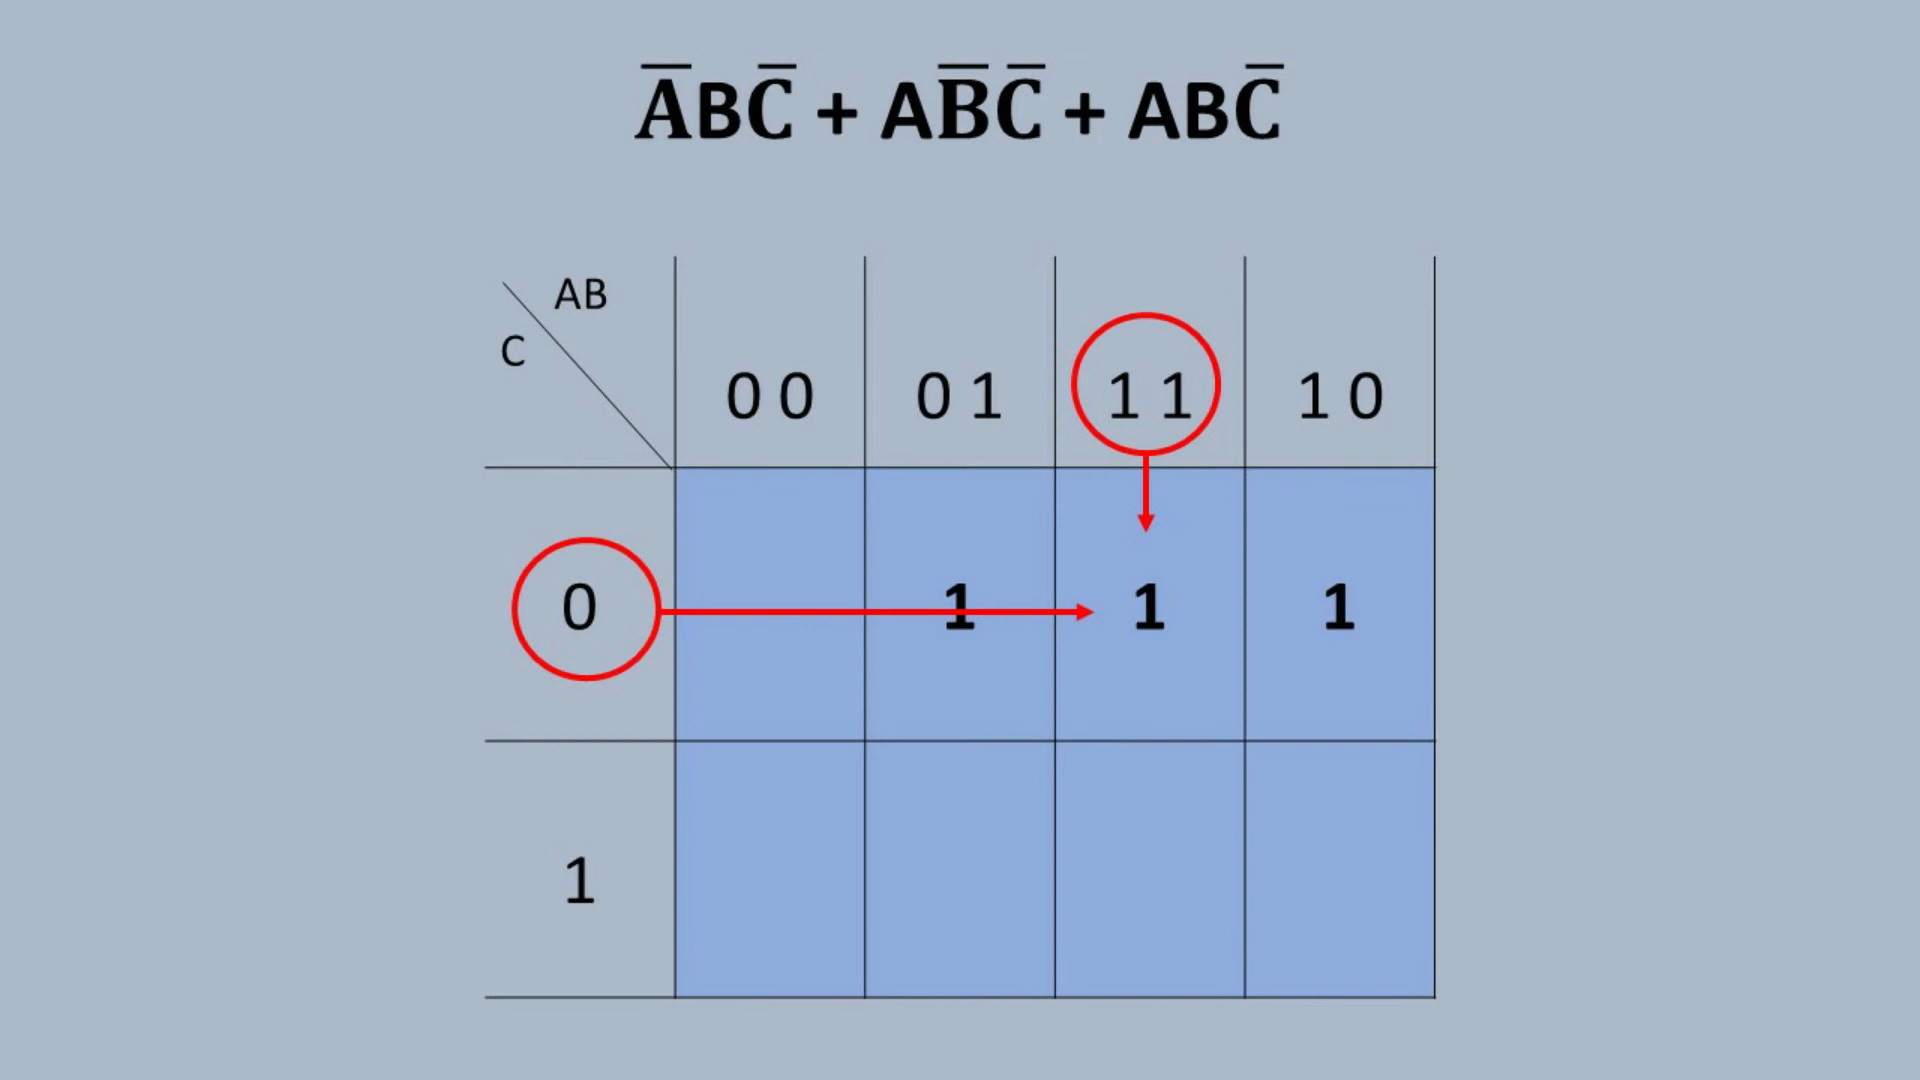 A̅BC̅ + AB̅C̅ + ABC̅
AB
C
0 0 0 1 1 1 1 0
0 1 1 1
1